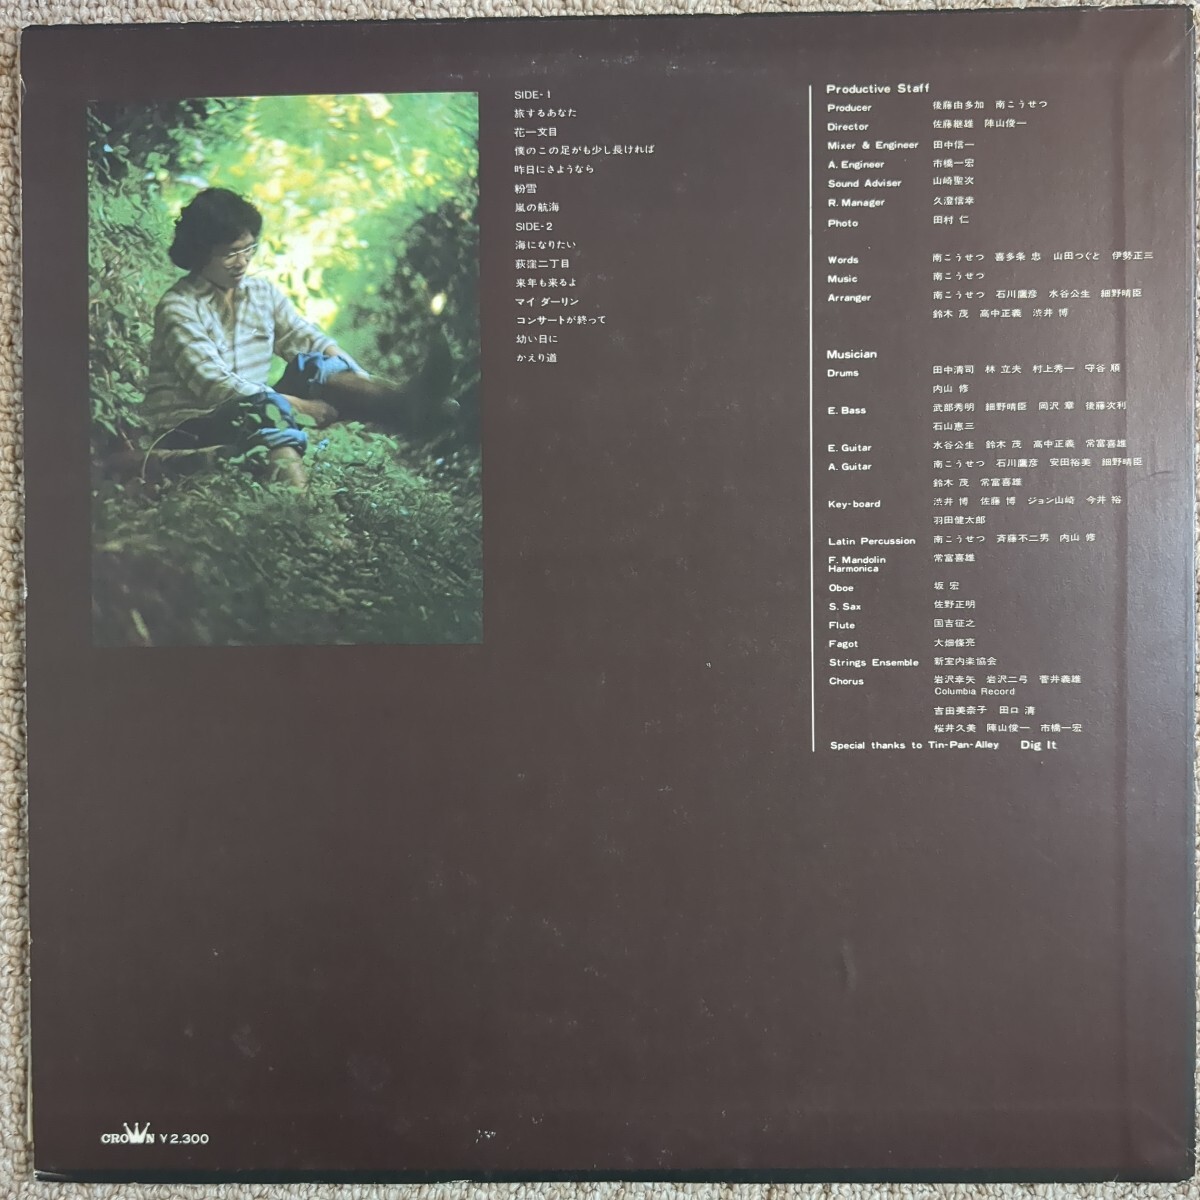 SIDE-1
旅するあなた
花一文目
僕のこの足がも少し長ければ
昨日にさようなら
粉雪
嵐の航海
SIDE-2
海になりたい
荻窪二丁目
来年も来るよ
マイ ダーリン
コンサートが終って
幼い日に
かえり道
Productive Staff
Producer 後藤由多加 南こうせつ
Director 佐藤継雄 陣山俊一
Mixer & Engineer 田中信一
A. Engineer 市橋一宏
Sound Adviser 山崎聖次
R. Manager 久澄信幸
Photo 田村 仁
Words 南こうせつ 喜多条 忠 山田つぐと 伊勢正三
Music 南こうせつ
Arranger 南こうせつ 石川鷹彦 水谷公生 細野晴臣
鈴木 茂 高中正義 渋井 博
Musician
Drums 田中清司 林 立夫 村上秀一 守谷 順
内山 修
E. Bass 武部秀明 細野晴臣 岡沢 章 後藤次利
石山恵三
E. Guitar 水谷公生 鈴木 茂 高中正義 常富喜雄
A. Guitar 南こうせつ 石川鷹彦 安田裕美 細野晴臣
鈴木 茂 常富喜雄
Key-board 渋井 博 佐藤 博 ジョン山崎 今井 裕
羽田健太郎
Latin Percussion 南こうせつ 斉藤不二男 内山 修
F. Mandolin 常富喜雄
Harmonica
Oboe 坂 宏
S. Sax 佐野正明
Flute 国吉征之
Fagot 大畑條亮
Strings Ensemble 新室内楽協会
Chorus 岩沢幸矢 岩沢二弓 菅井義雄
Columbia Record
吉由美奈子 田口 清
桜井久美 陣山俊一 市橋一宏
Special thanks to Tin-Pan-Alley Dig It
CROWN ¥2.300